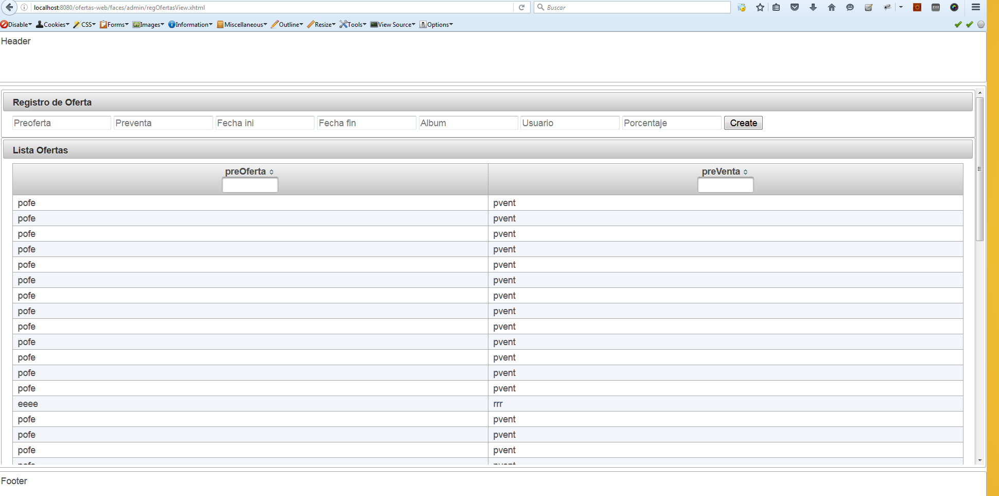 localhost:8080/ofertas-web/faces/admin/regOfertasView.xhtml Buscar
Disable Cookies CSS Forms Images Information Miscellaneous Outline Resize Tools View Source Options
Header
Registro de Oferta
Preoferta Preventa Fecha ini Fecha fin Album Usuario Porcentaje Create
Lista Ofertas
preOferta preVenta
pofe pvent
pofe pvent
pofe pvent
pofe pvent
pofe pvent
pofe pvent
pofe pvent
pofe pvent
pofe pvent
pofe pvent
pofe pvent
pofe pvent
pofe pvent
eeee rrr
pofe pvent
pofe pvent
pofe pvent
pofe pvent
Footer